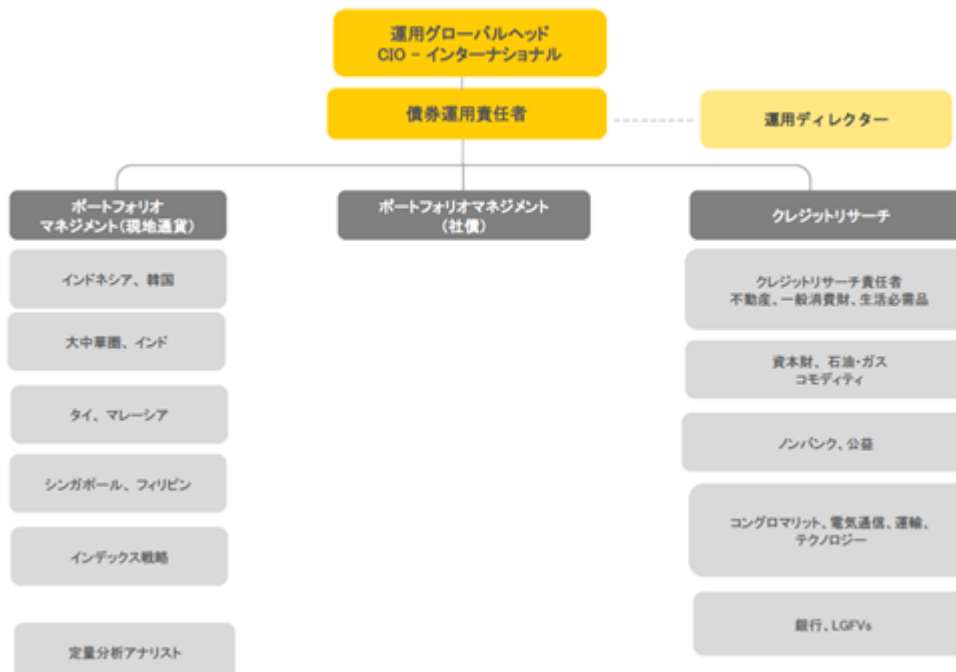 運用グローバルヘッド
CIO － インターナショナル
債券運用責任者
運用ディレクター
ポートフォリオ
マネジメント（現地通貨）
インドネシア、韓国
大中華圏、インド
タイ、マレーシア
シンガポール、フィリピン
インデックス戦略
定量分析アナリスト
ポートフォリオマネジメント
（社債）
クレジットリサーチ
クレジットリサーチ責任者
不動産、一般消費財、生活必需品
資本財、石油・ガス
コモディティ
ノンバンク、公益
コングロマリット、電気通信、運輸、
テクノロジー
銀行、LGFVs